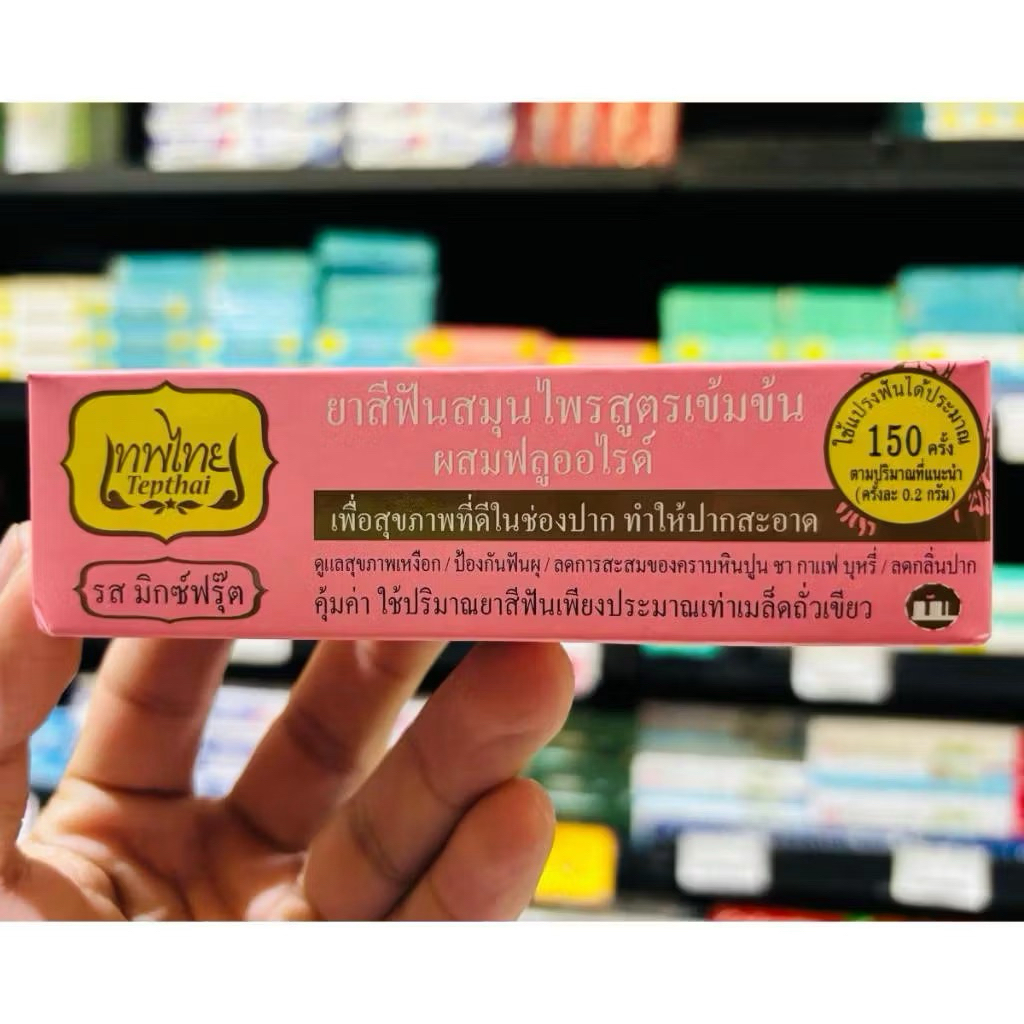 เทพไทย
Tepthai
รส มิกซ์ฟรุ๊ต
ยาสีฟันสมุนไพรสูตรเข้มข้น
ผสมฟลูออไรด์
เพื่อสุขภาพที่ดีในช่องปาก ทำให้ปากสะอาด
ดูแลสุขภาพเหงือก / ป้องกันฟันผุ / ลดการสะสมของคราบหินปูน ชา กาแฟ บุหรี่ / ลดกลิ่นปาก
คุ้มค่า ใช้ปริมาณยาสีฟันเพียงประมาณเท่าเมล็ดถั่วเขียว
ใช้แปรงฟันได้ประมาณ
150 ครั้ง
ตามปริมาณที่แนะนำ
(ครั้งละ 0.2 กรัม)